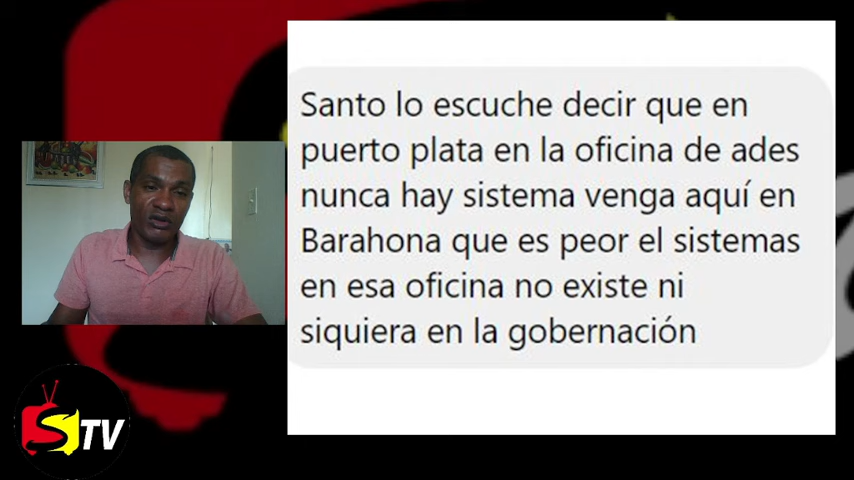 Santo lo escuche decir que en
puerto plata en la oficina de ades
nunca hay sistema venga aquí en
Barahona que es peor el sistemas
en esa oficina no existe ni
siquiera en la gobernación
STV